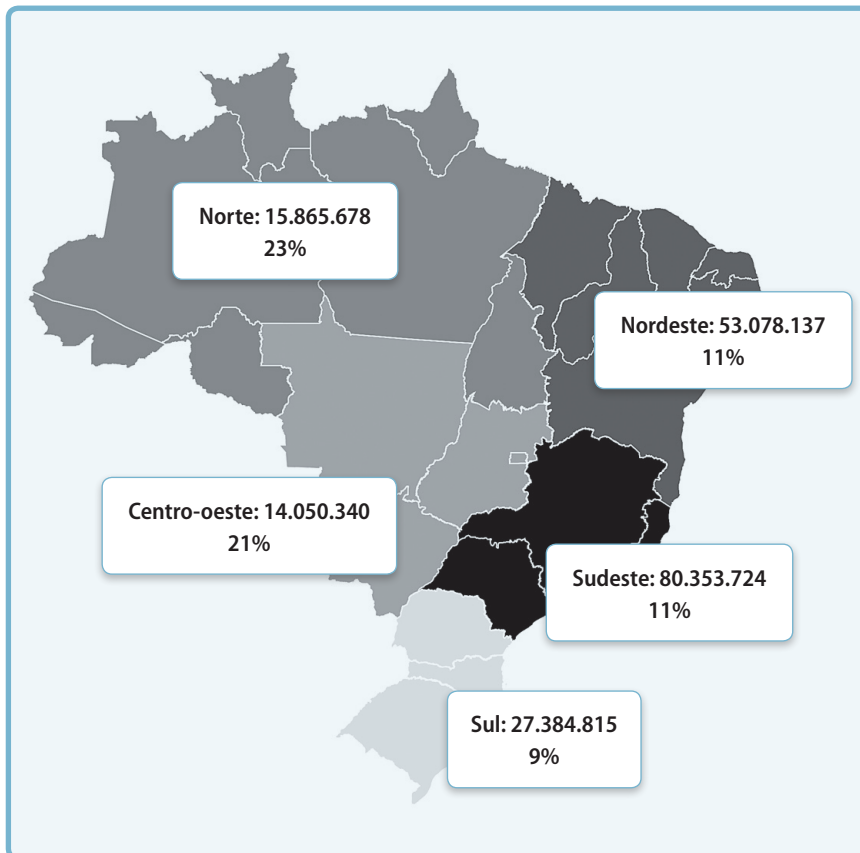 Norte: 15.865.678
23%
Nordeste: 53.078.137
11%
Centro-oeste: 14.050.340
21%
Sudeste: 80.353.724
11%
Sul: 27.384.815
9%